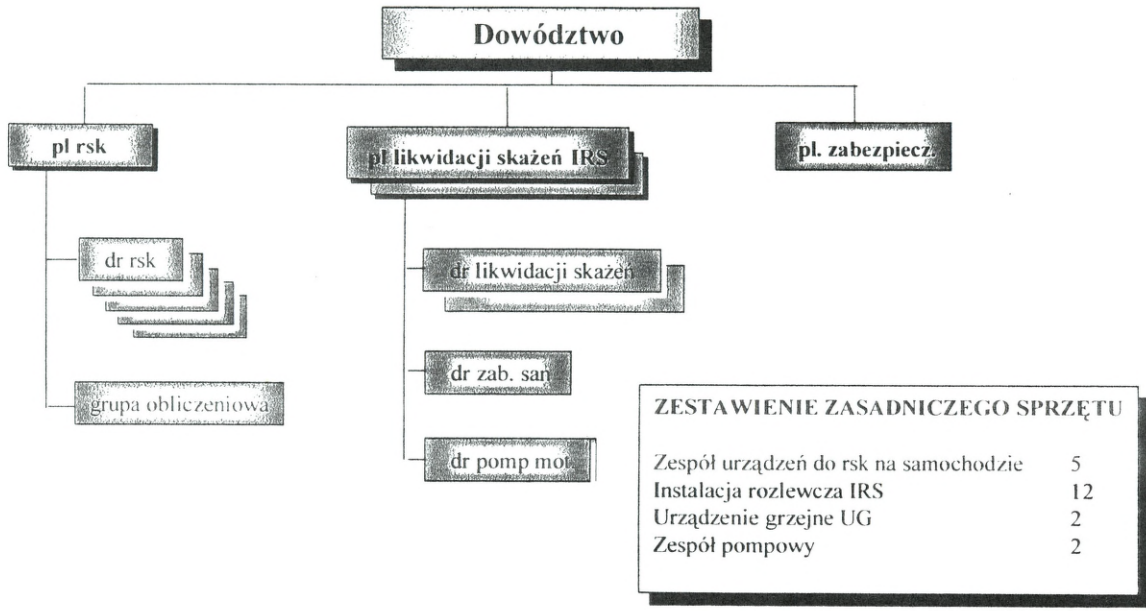 Dowództwo
pl rsk
pl likwidacji skażeń IRS
pl. zabezpiecz.
dr rsk
grupa obliczeniowa
dr likwidacji skażeń
dr zab. san
dr pomp mot.
ZESTAWIENIE ZASADNICZEGO SPRZĘTU
Zespół urządzeń do rsk na samochodzie 5
Instalacja rozlewcza IRS 12
Urządzenie grzejne UG 2
Zespół pompowy 2